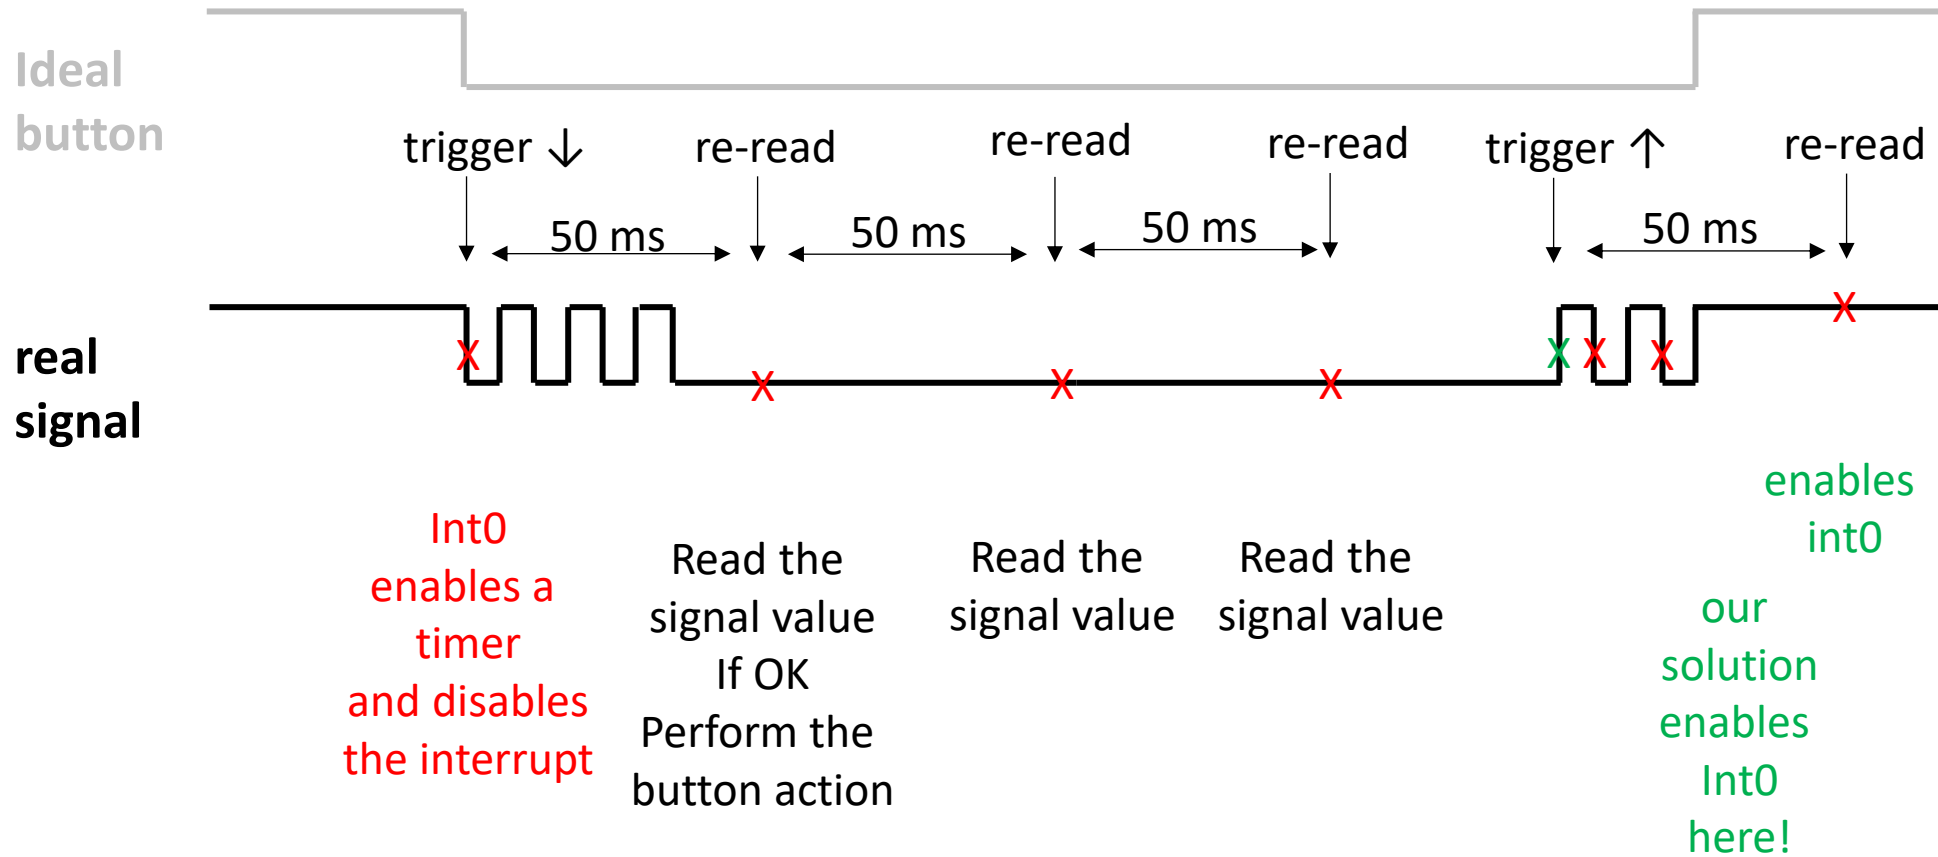 Ideal
button
trigger ↓
re-read
re-read
re-read
trigger ↑
re-read
50 ms
50 ms
50 ms
50 ms
real
signal
X
X
X
X
X
X
X
X
Int0
enables a
timer
and disables
the interrupt
Read the
signal value
If OK
Perform the
button action
Read the
signal value
Read the
signal value
enables
int0
our
solution
enables
Int0
here!